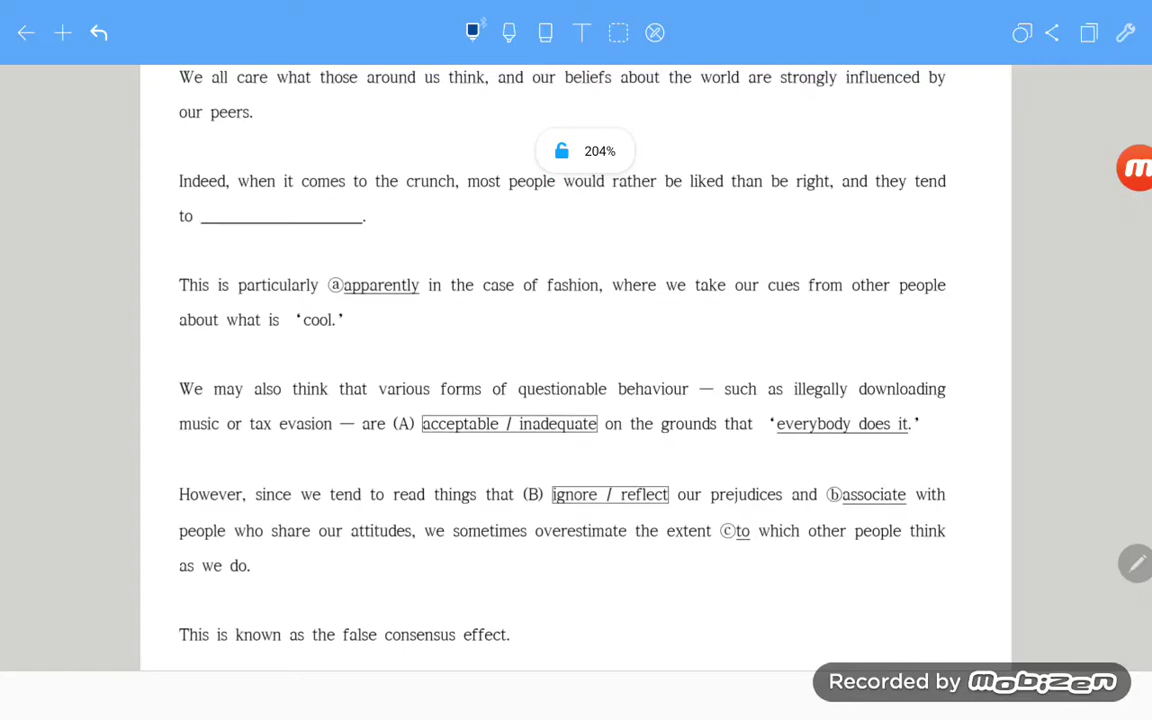 204%
We all care what those around us think, and our beliefs about the world are strongly influenced by
our peers.
Indeed, when it comes to the crunch, most people would rather be liked than be right, and they tend
to ____________________.
This is particularly ⓐapparently in the case of fashion, where we take our cues from other people
about what is ‘cool.’
We may also think that various forms of questionable behaviour — such as illegally downloading
music or tax evasion — are (A) acceptable / inadequate on the grounds that ‘everybody does it.’
However, since we tend to read things that (B) ignore / reflect our prejudices and ⓑassociate with
people who share our attitudes, we sometimes overestimate the extent ⓒto which other people think
as we do.
This is known as the false consensus effect.
Recorded by mobizen